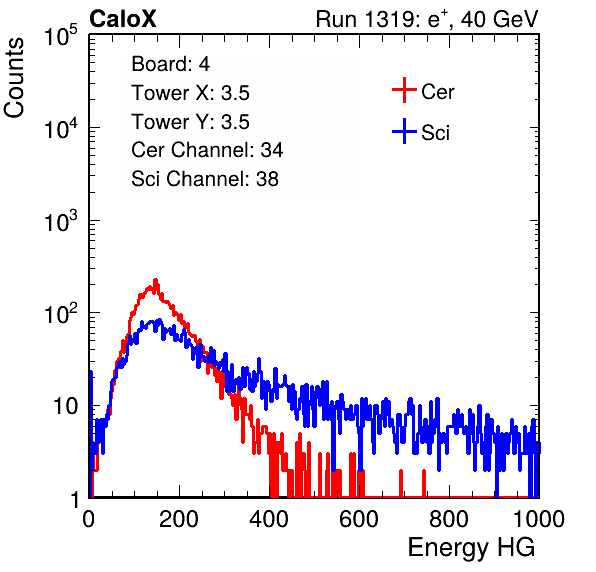 CaloX Run 1319: e+, 40 GeV
Counts
Board: 4
Tower X: 3.5
Tower Y: 3.5
Cer Channel: 34
Sci Channel: 38
Cer
Sci
10^5
10^4
10^3
10^2
10
1
0 200 400 600 800 1000
Energy HG